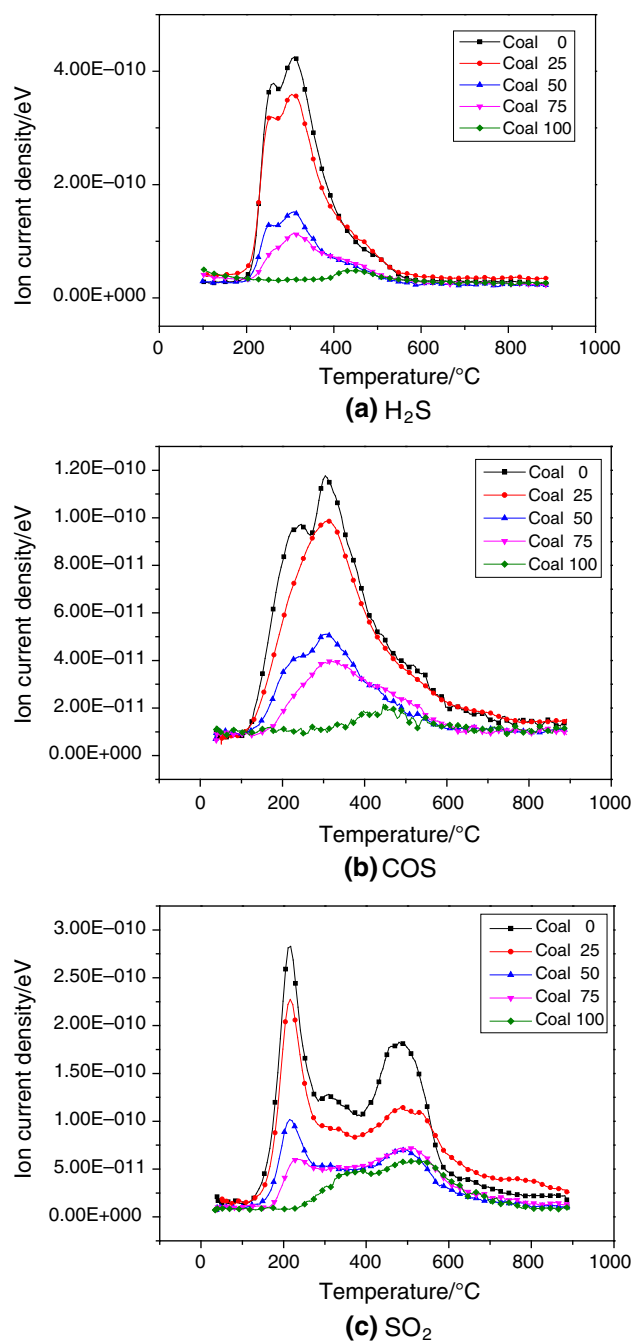 Coal 0
Coal 25
Coal 50
Coal 75
Coal 100
4.00E−010
2.00E−010
0.00E+000
Ion current density/eV
0 200 400 600 800 1000
Temperature/°C
(a) H₂S
Coal 0
Coal 25
Coal 50
Coal 75
Coal 100
1.20E−010
1.00E−010
8.00E−011
6.00E−011
4.00E−011
2.00E−011
0.00E+000
Ion current density/eV
0 200 400 600 800 1000
Temperature/°C
(b) COS
Coal 0
Coal 25
Coal 50
Coal 75
Coal 100
3.00E−010
2.50E−010
2.00E−010
1.50E−010
1.00E−010
5.00E−011
0.00E+000
Ion current density/eV
0 200 400 600 800 1000
Temperature/°C
(c) SO₂